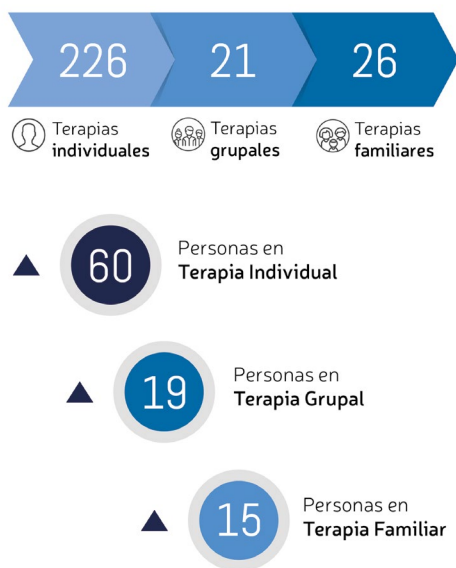 226
21
26
Terapias
individuales
Terapias
grupales
Terapias
familiares
60
Personas en
Terapia Individual
19
Personas en
Terapia Grupal
15
Personas en
Terapia Familiar